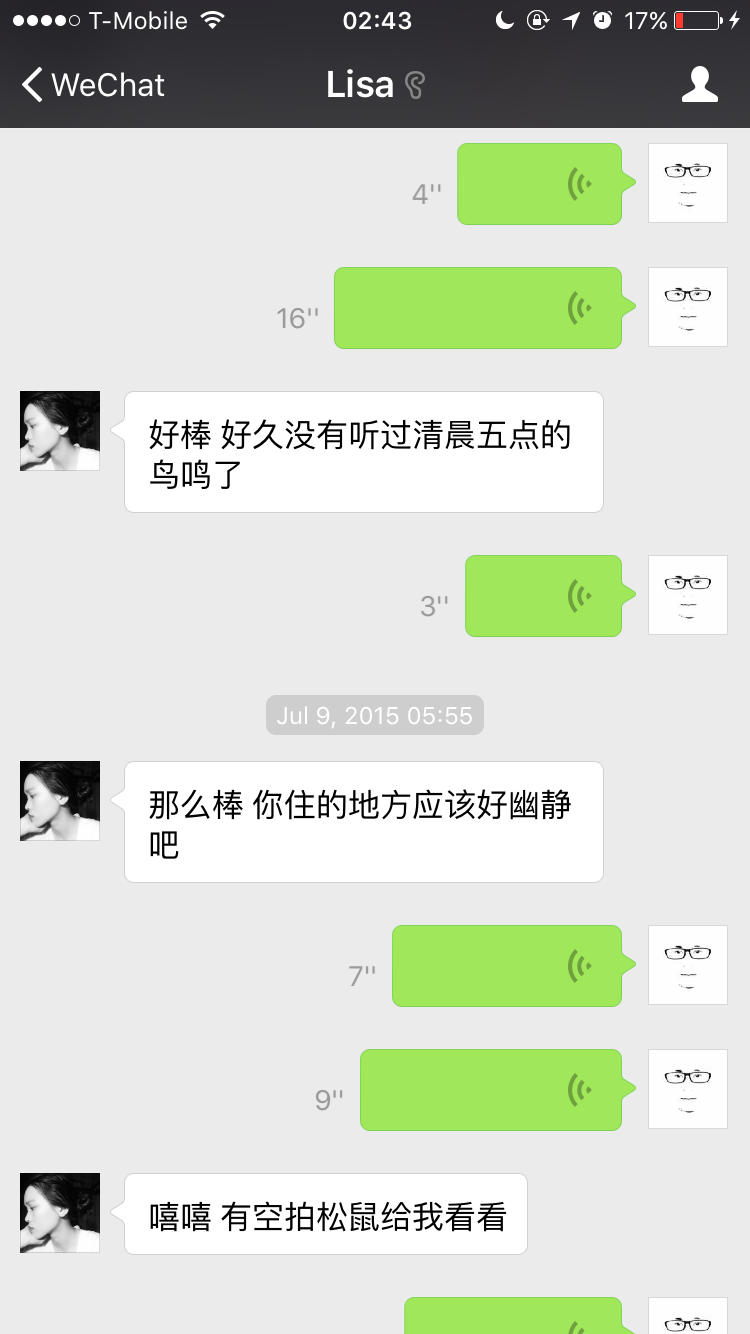 T-Mobile 02:43 17%
WeChat Lisa
4''
16''
好棒 好久没有听过清晨五点的
鸟鸣了
3''
Jul 9, 2015 05:55
那么棒 你住的地方应该好幽静
吧
7''
9''
嘻嘻 有空拍松鼠给我看看